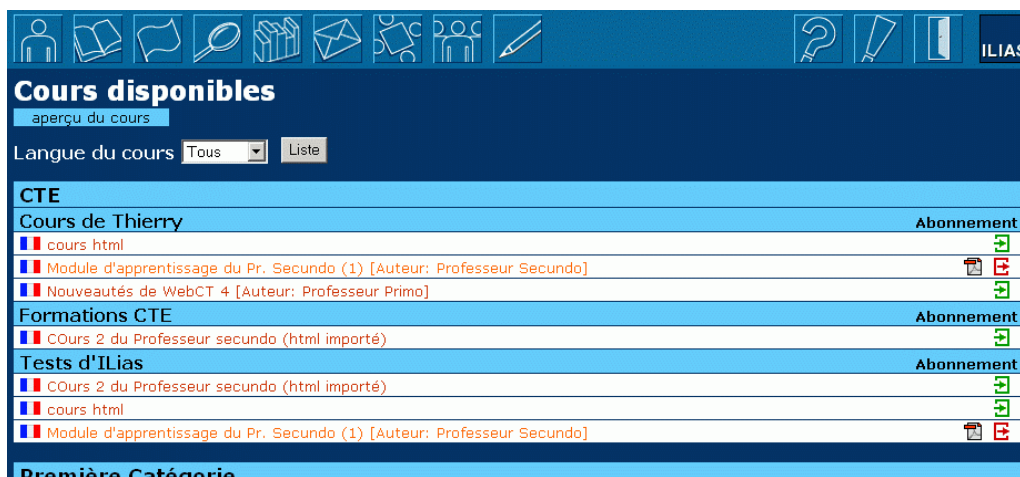 ILIAS
Cours disponibles
aperçu du cours
Langue du cours Tous Liste
CTE
Cours de Thierry Abonnement
cours html
Module d'apprentissage du Pr. Secundo (1) [Auteur: Professeur Secundo]
Nouveautés de WebCT 4 [Auteur: Professeur Primo]
Formations CTE Abonnement
COurs 2 du Professeur secundo (html importé)
Tests d'ILias Abonnement
COurs 2 du Professeur secundo (html importé)
cours html
Module d'apprentissage du Pr. Secundo (1) [Auteur: Professeur Secundo]
Première Catégorie